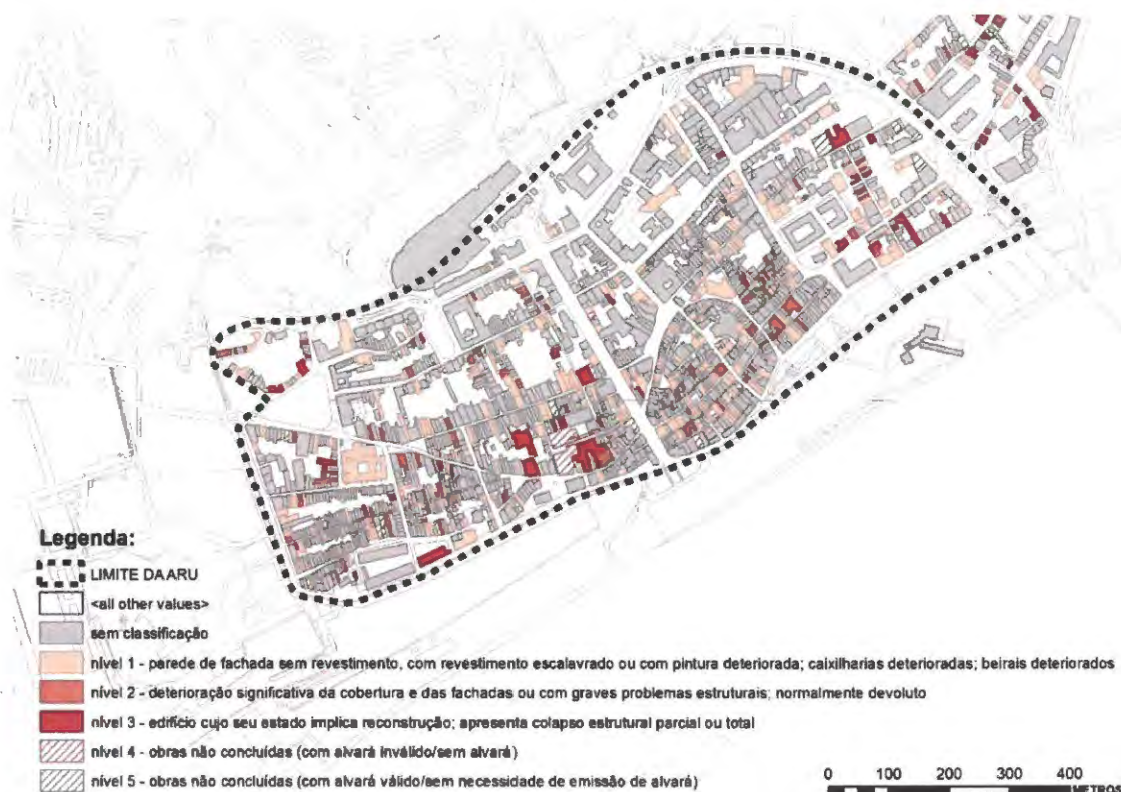 Legenda:
LIMITE DA ARU
<all other values>
sem classificação
nível 1 - parede de fachada sem revestimento, com revestimento escalavrado ou com pintura deteriorada; caixilharias deterioradas; beirais deteriorados
nível 2 - deterioração significativa da cobertura e das fachadas ou com graves problemas estruturais; normalmente devoluto
nível 3 - edifício cujo seu estado implica reconstrução; apresenta colapso estrutural parcial ou total
nível 4 - obras não concluídas (com alvará inválido/sem alvará)
nível 5 - obras não concluídas (com alvará válido/sem necessidade de emissão de alvará)
0 100 200 300 400
METROS